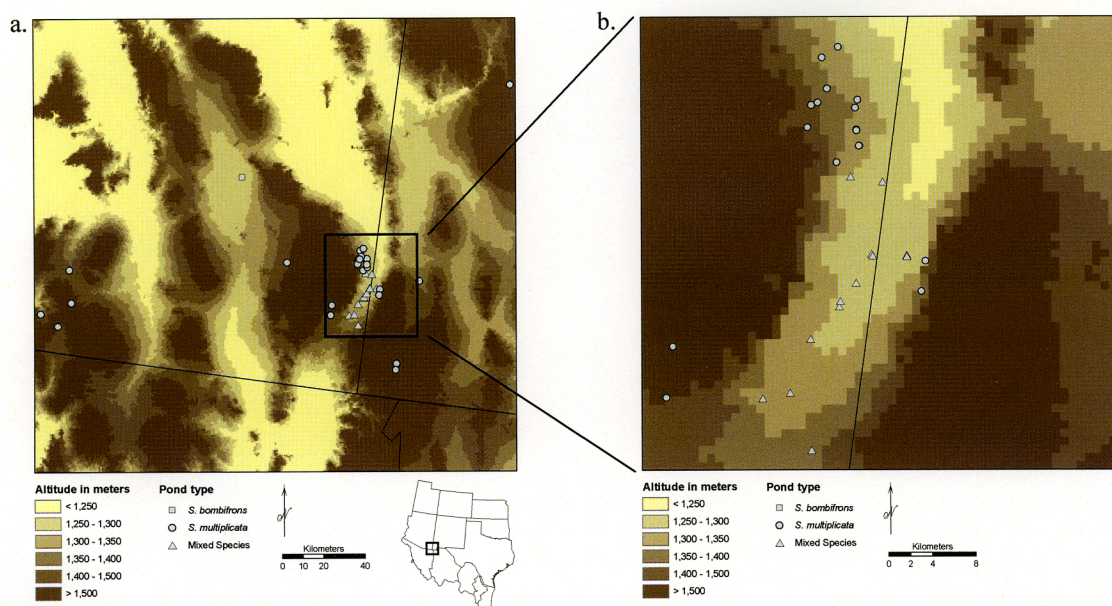 a.
b.
Altitude in meters
< 1,250
1,250 - 1,300
1,300 - 1,350
1,350 - 1,400
1,400 - 1,500
> 1,500
Pond type
S. bombifrons
S. multiplicata
Mixed Species
N
Kilometers
0 10 20 40
Altitude in meters
< 1,250
1,250 - 1,300
1,300 - 1,350
1,350 - 1,400
1,400 - 1,500
> 1,500
Pond type
S. bombifrons
S. multiplicata
Mixed Species
N
Kilometers
0 2 4 8